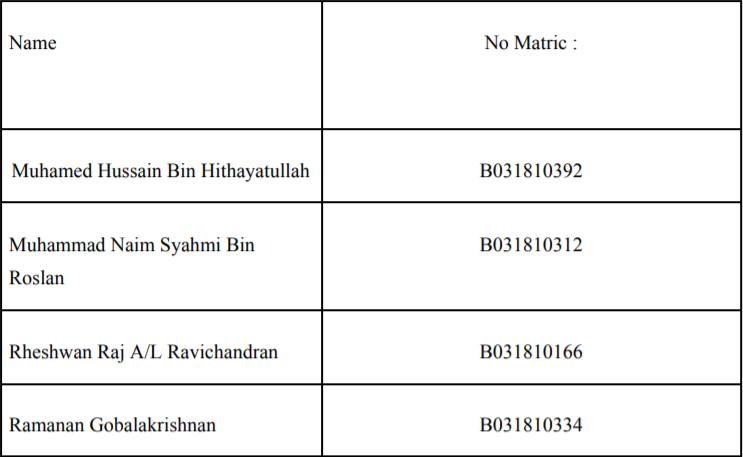 Name
No Matric :
Muhamed Hussain Bin Hithayatullah
B031810392
Muhammad Naim Syahmi Bin
Roslan
B031810312
Rheshwan Raj A/L Ravichandran
B031810166
Ramanan Gobalakrishnan
B031810334